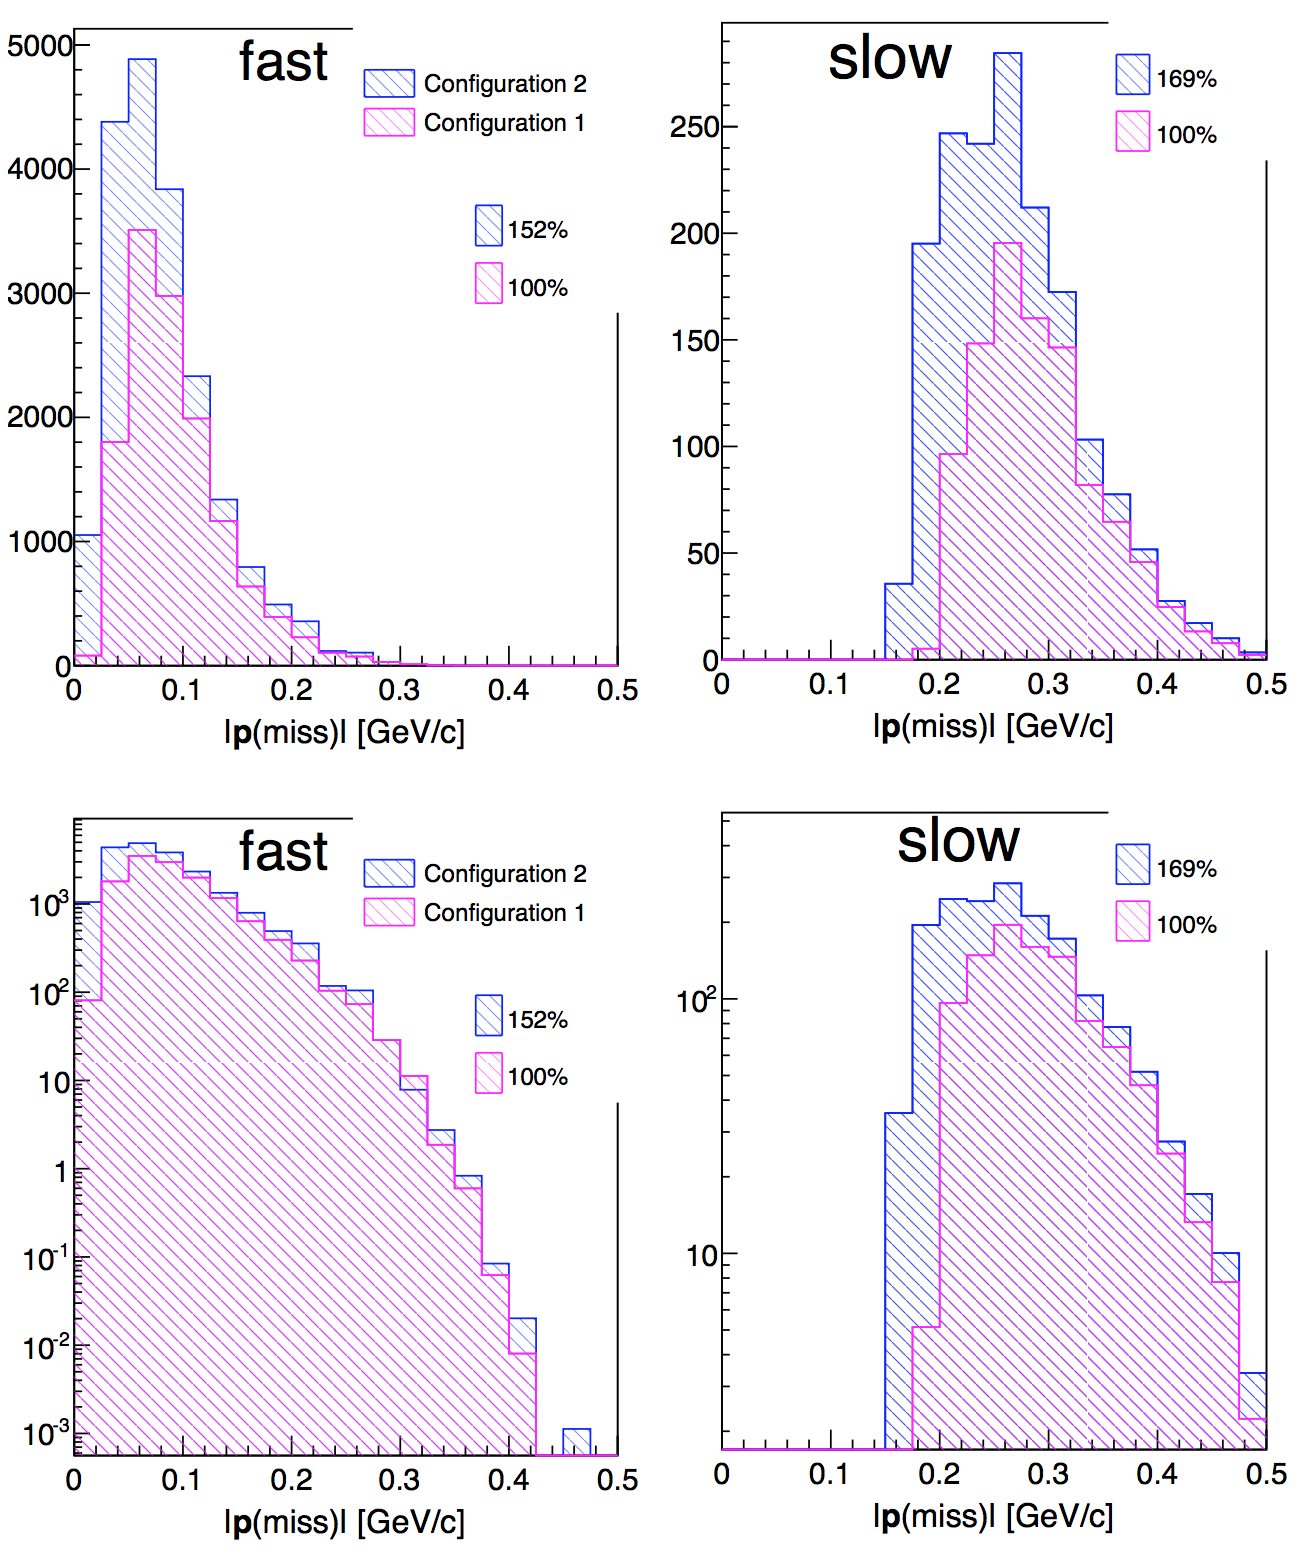 fast
Configuration 2
Configuration 1
152%
100%
5000
4000
3000
2000
1000
0
0 0.1 0.2 0.3 0.4 0.5
|p(miss)| [GeV/c]
slow
169%
100%
250
200
150
100
50
0
0 0.1 0.2 0.3 0.4 0.5
|p(miss)| [GeV/c]
fast
Configuration 2
Configuration 1
152%
100%
10³
10²
10
1
10⁻¹
10⁻²
10⁻³
0 0.1 0.2 0.3 0.4 0.5
|p(miss)| [GeV/c]
slow
169%
100%
10²
10
0 0.1 0.2 0.3 0.4 0.5
|p(miss)| [GeV/c]